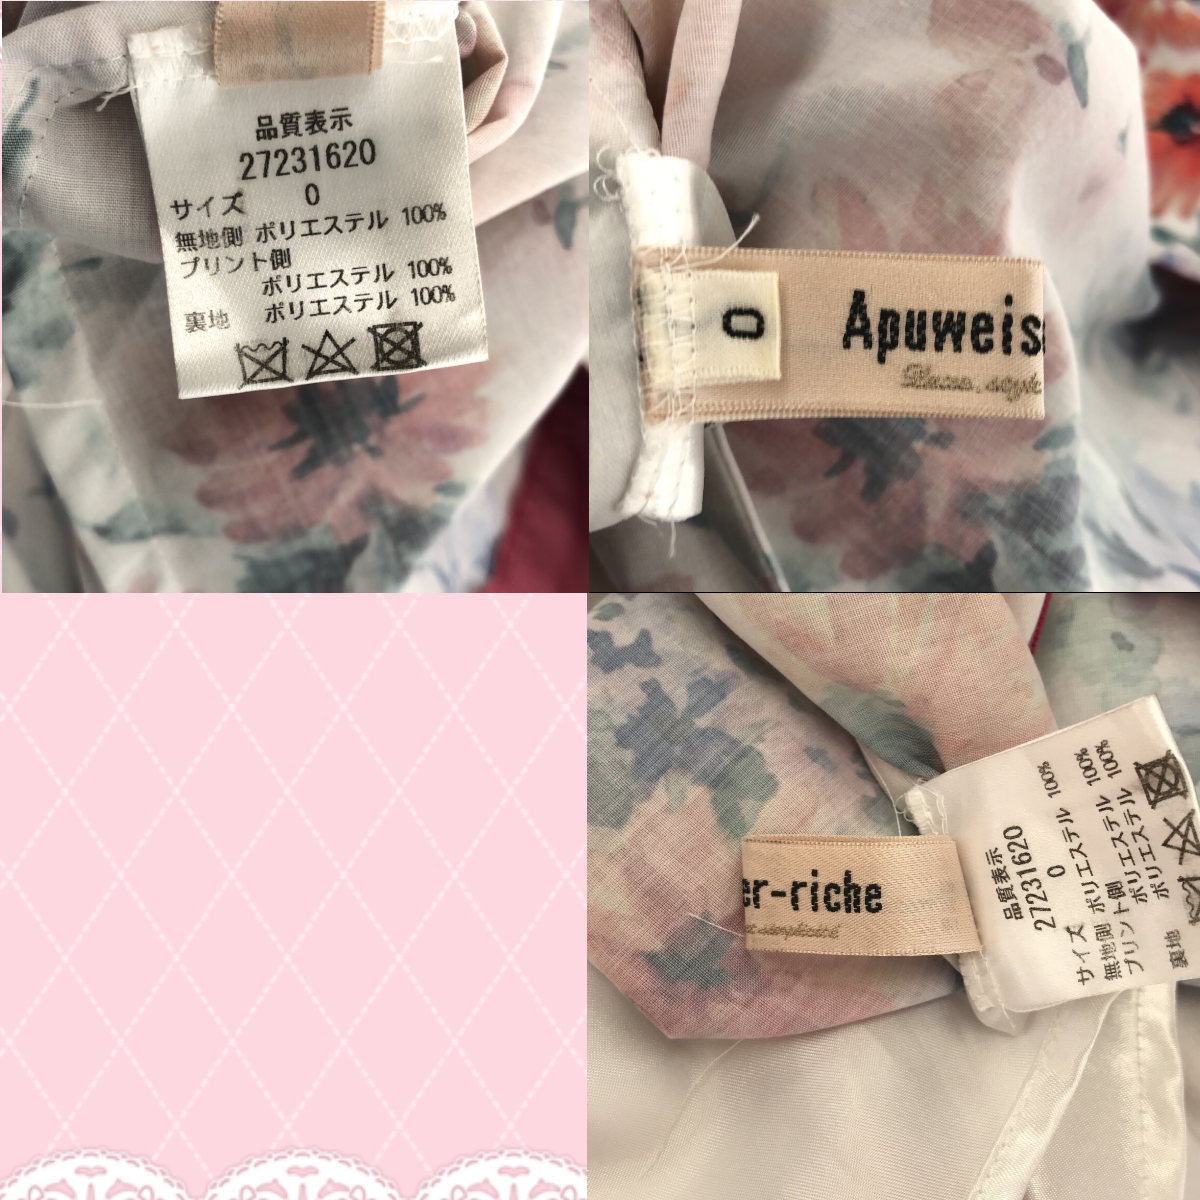 品質表示
27231620
サイズ 0
無地側 ポリエステル 100%
プリント側
ポリエステル 100%
裏地 ポリエステル 100%
0
Apuweis
er-riche
品質表示
27231620
サイズ 0
無地側 ポリエステル 100%
プリント側
ポリエステル 100%
裏地 ポリエステル 100%